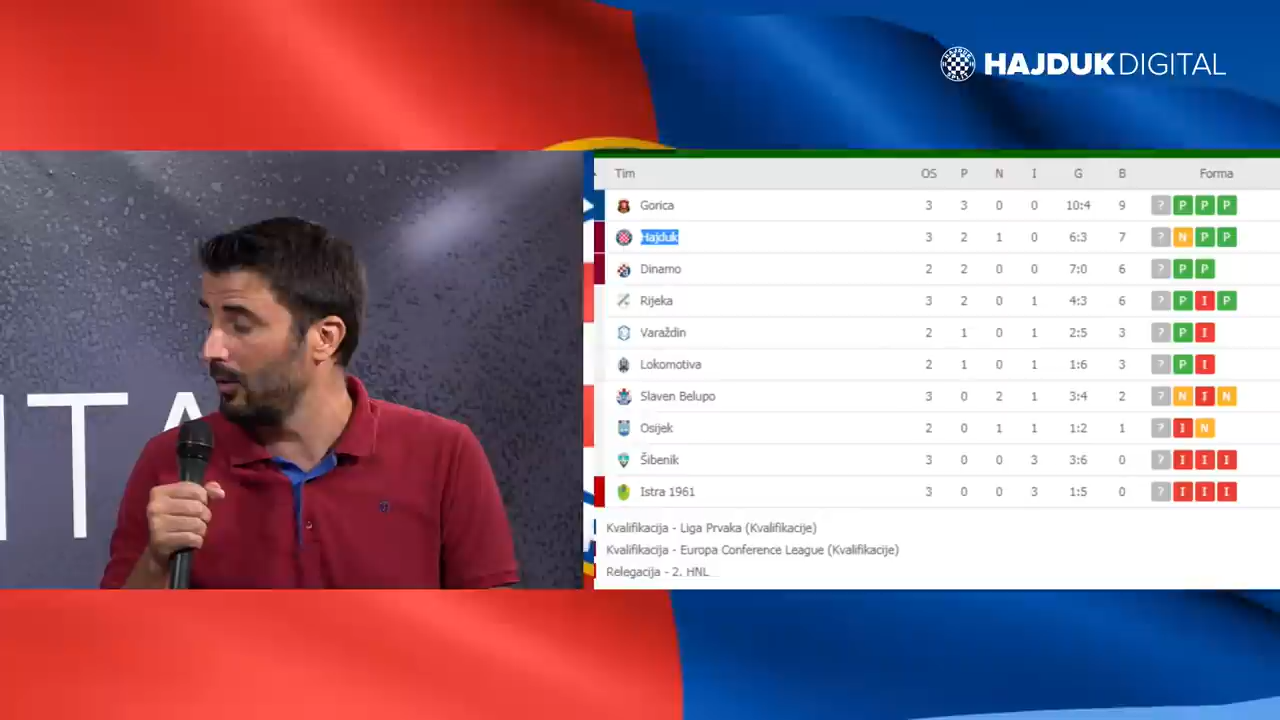 HAJDUK DIGITAL
HAJDUK
SPLIT
ITA
Tim OS P N I G B Forma
Gorica 3 3 0 0 10:4 9 ? P P P
Hajduk 3 2 1 0 6:3 7 ? N P P
Dinamo 2 2 0 0 7:0 6 ? P P
Rijeka 3 2 0 1 4:3 6 ? P I P
Varaždin 2 1 0 1 2:5 3 ? P I
Lokomotiva 2 1 0 1 1:6 3 ? P I
Slaven Belupo 3 0 2 1 3:4 2 ? N I N
Osijek 2 0 1 1 1:2 1 ? I N
Šibenik 3 0 0 3 3:6 0 ? I I I
Istra 1961 3 0 0 3 1:5 0 ? I I I
Kvalifikacija - Liga Prvaka (Kvalifikacije)
Kvalifikacija - Europa Conference League (Kvalifikacije)
Relegacija - 2. HNL